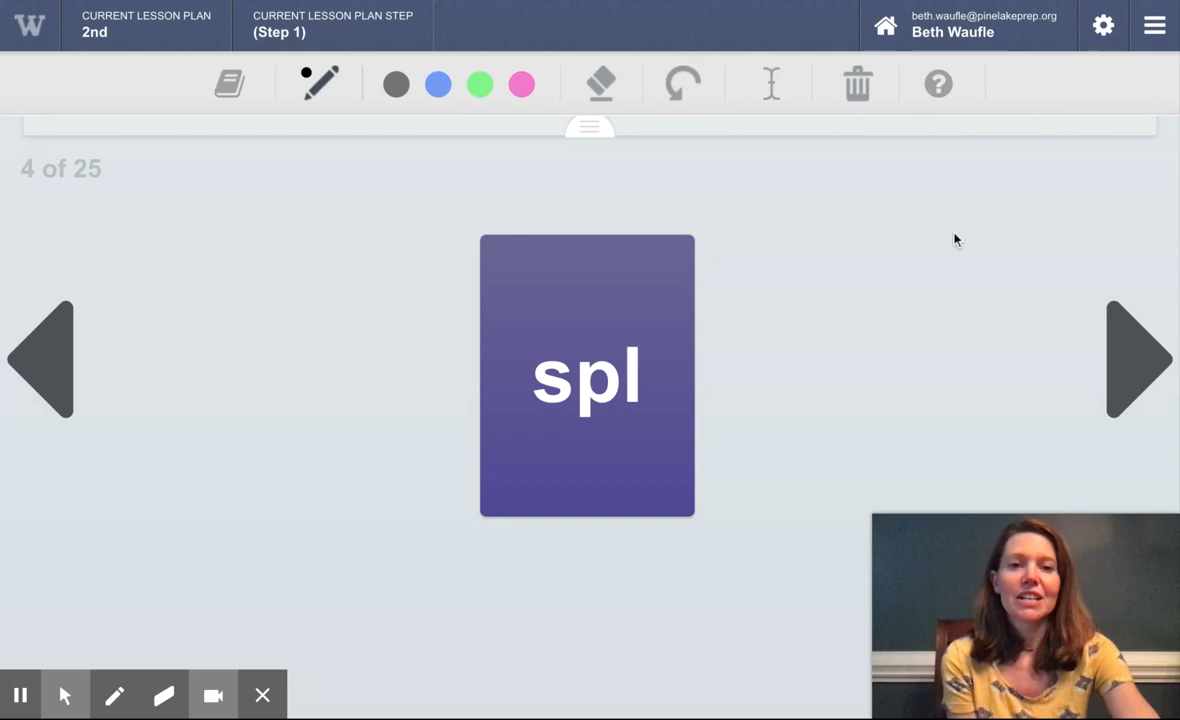 W
CURRENT LESSON PLAN
2nd
CURRENT LESSON PLAN STEP
(Step 1)
beth.waufle@pinelakeprep.org
Beth Waufle
?
4 of 25
spl